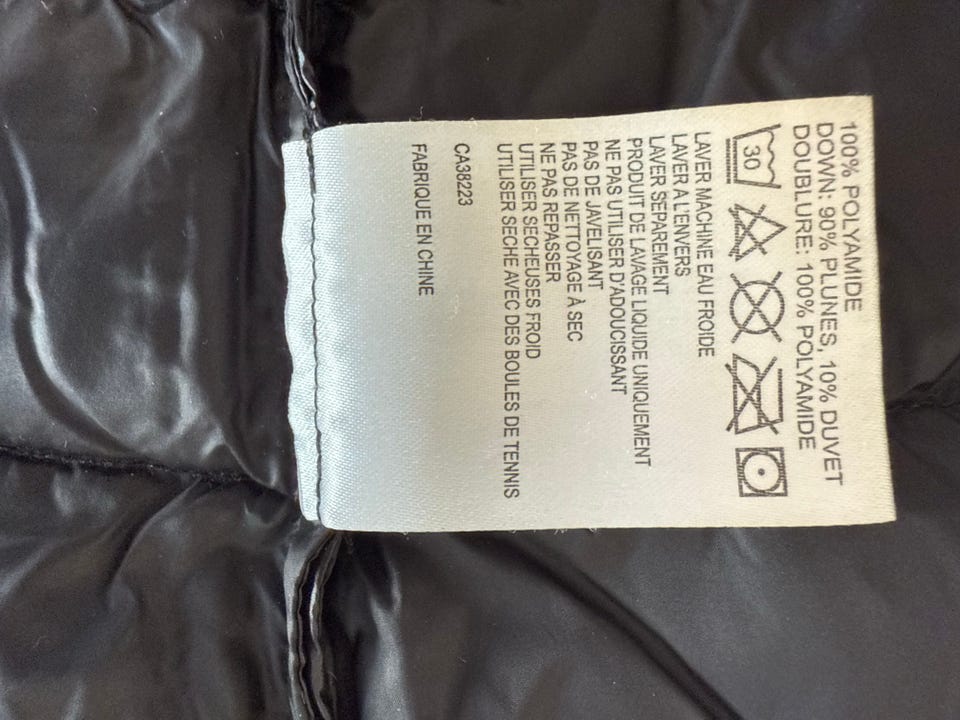 100% POLYAMIDE
DOWN: 90% PLUNES, 10% DUVET
DOUBLURE: 100% POLYAMIDE
30
LAVER MACHINE EAU FROIDE
LAVER A L'ENVERS
LAVER SEPAREMENT
PRODUIT DE LAVAGE LIQUIDE UNIQUEMENT
NE PAS UTILISER D'ADOUCISSANT
PAS DE JAVELISANT
PAS DE NETTOYAGE À SEC
NE PAS REPASSER
UTILISER SECHEUSES FROID
UTILISER SECHE AVEC DES BOULES DE TENNIS
CA38223
FABRIQUE EN CHINE